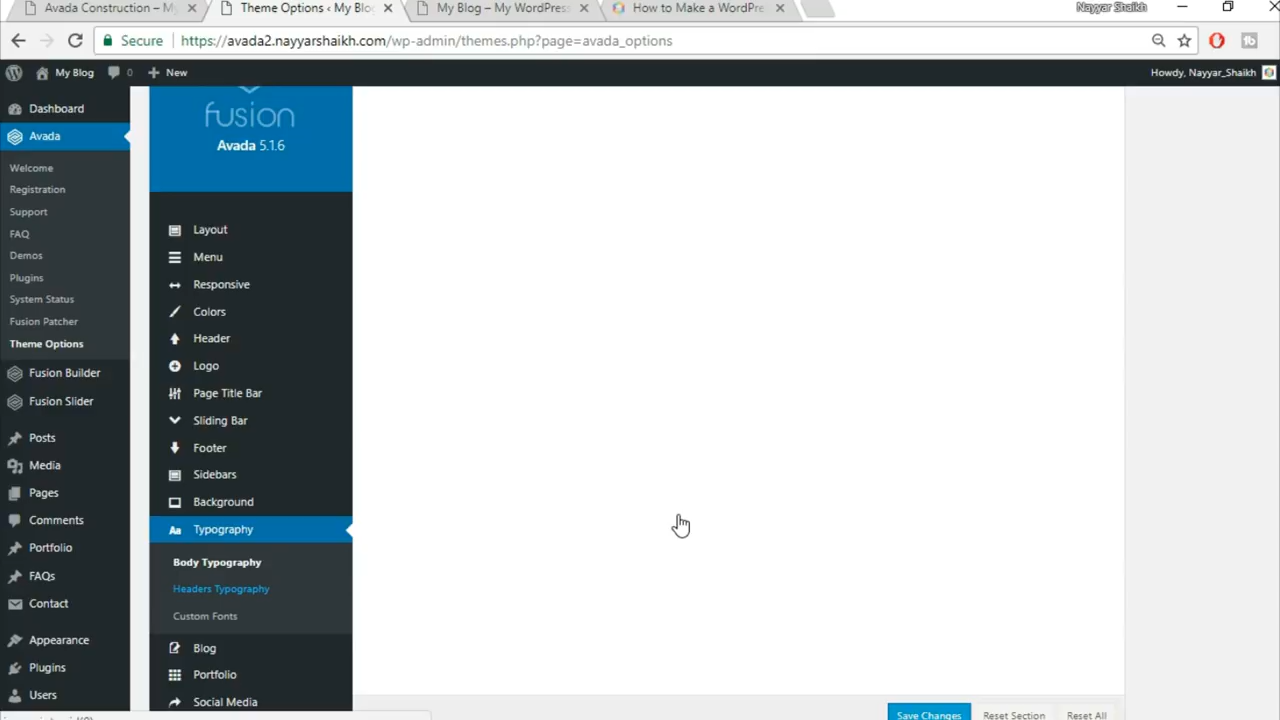 Avada Construction – M
Theme Options ‹ My Blog
My Blog – My WordPress
How to Make a WordPre
Nayyar Shaikh
Secure
https://avada2.nayyarshaikh.com/wp-admin/themes.php?page=avada_options
My Blog
0
New
Howdy, Nayyar_Shaikh
Dashboard
Avada
Welcome
Registration
Support
FAQ
Demos
Plugins
System Status
Fusion Patcher
Theme Options
Fusion Builder
Fusion Slider
Posts
Media
Pages
Comments
Portfolio
FAQs
Contact
Appearance
Plugins
Users
fusion
Avada 5.1.6
Layout
Menu
Responsive
Colors
Header
Logo
Page Title Bar
Sliding Bar
Footer
Sidebars
Background
Aa Typography
Body Typography
Headers Typography
Custom Fonts
Blog
Portfolio
Social Media
Save Changes
Reset Section
Reset All